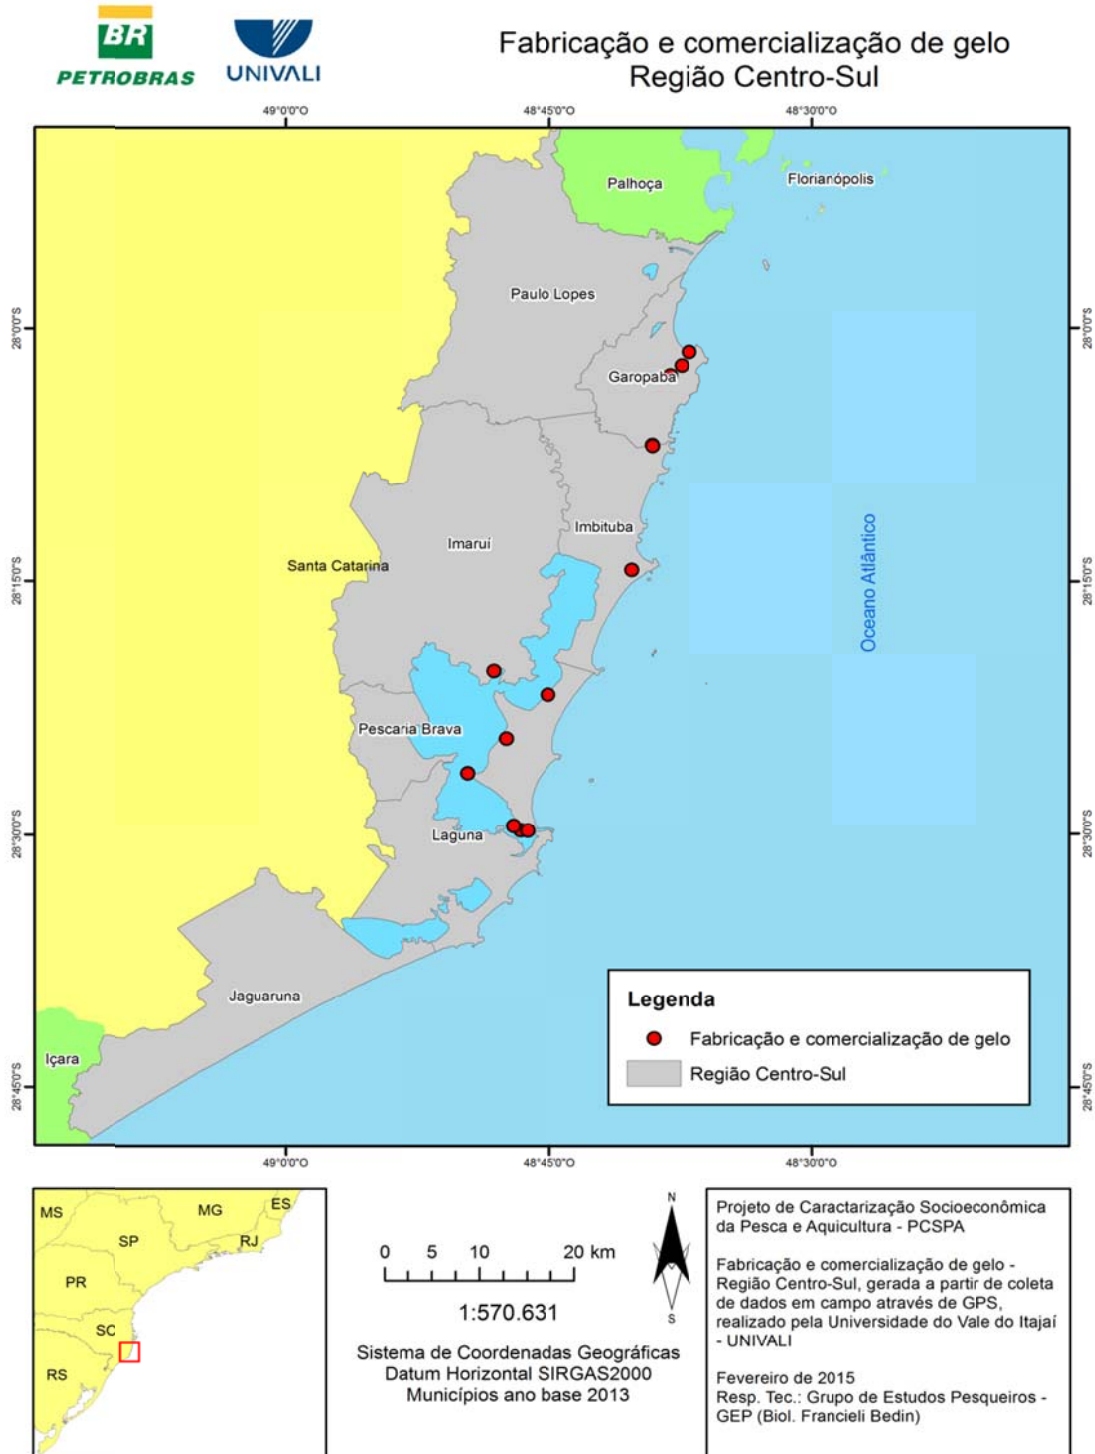 BR
PETROBRAS
UNIVALI
Fabricação e comercialização de gelo
Região Centro-Sul
49°0'0"O
48°45'0"O
48°30'0"O
Palhoça
Florianópolis
Paulo Lopes
28°0'0"S
28°0'0"S
Garopaba
Imbituba
Imaruí
Santa Catarina
Oceano Atlântico
28°15'0"S
28°15'0"S
Pescaria Brava
Laguna
28°30'0"S
28°30'0"S
Jaguaruna
Içara
Legenda
Fabricação e comercialização de gelo
Região Centro-Sul
28°45'0"S
28°45'0"S
49°0'0"O
48°45'0"O
48°30'0"O
MS
MG
ES
SP
RJ
PR
SC
RS
0 5 10 20 km
1:570.631
Sistema de Coordenadas Geográficas
Datum Horizontal SIRGAS2000
Municípios ano base 2013
N
S
Projeto de Caractarização Socioeconômica
da Pesca e Aquicultura - PCSPA
Fabricação e comercialização de gelo -
Região Centro-Sul, gerada a partir de coleta
de dados em campo através de GPS,
realizado pela Universidade do Vale do Itajaí
- UNIVALI
Fevereiro de 2015
Resp. Tec.: Grupo de Estudos Pesqueiros -
GEP (Biol. Francieli Bedin)